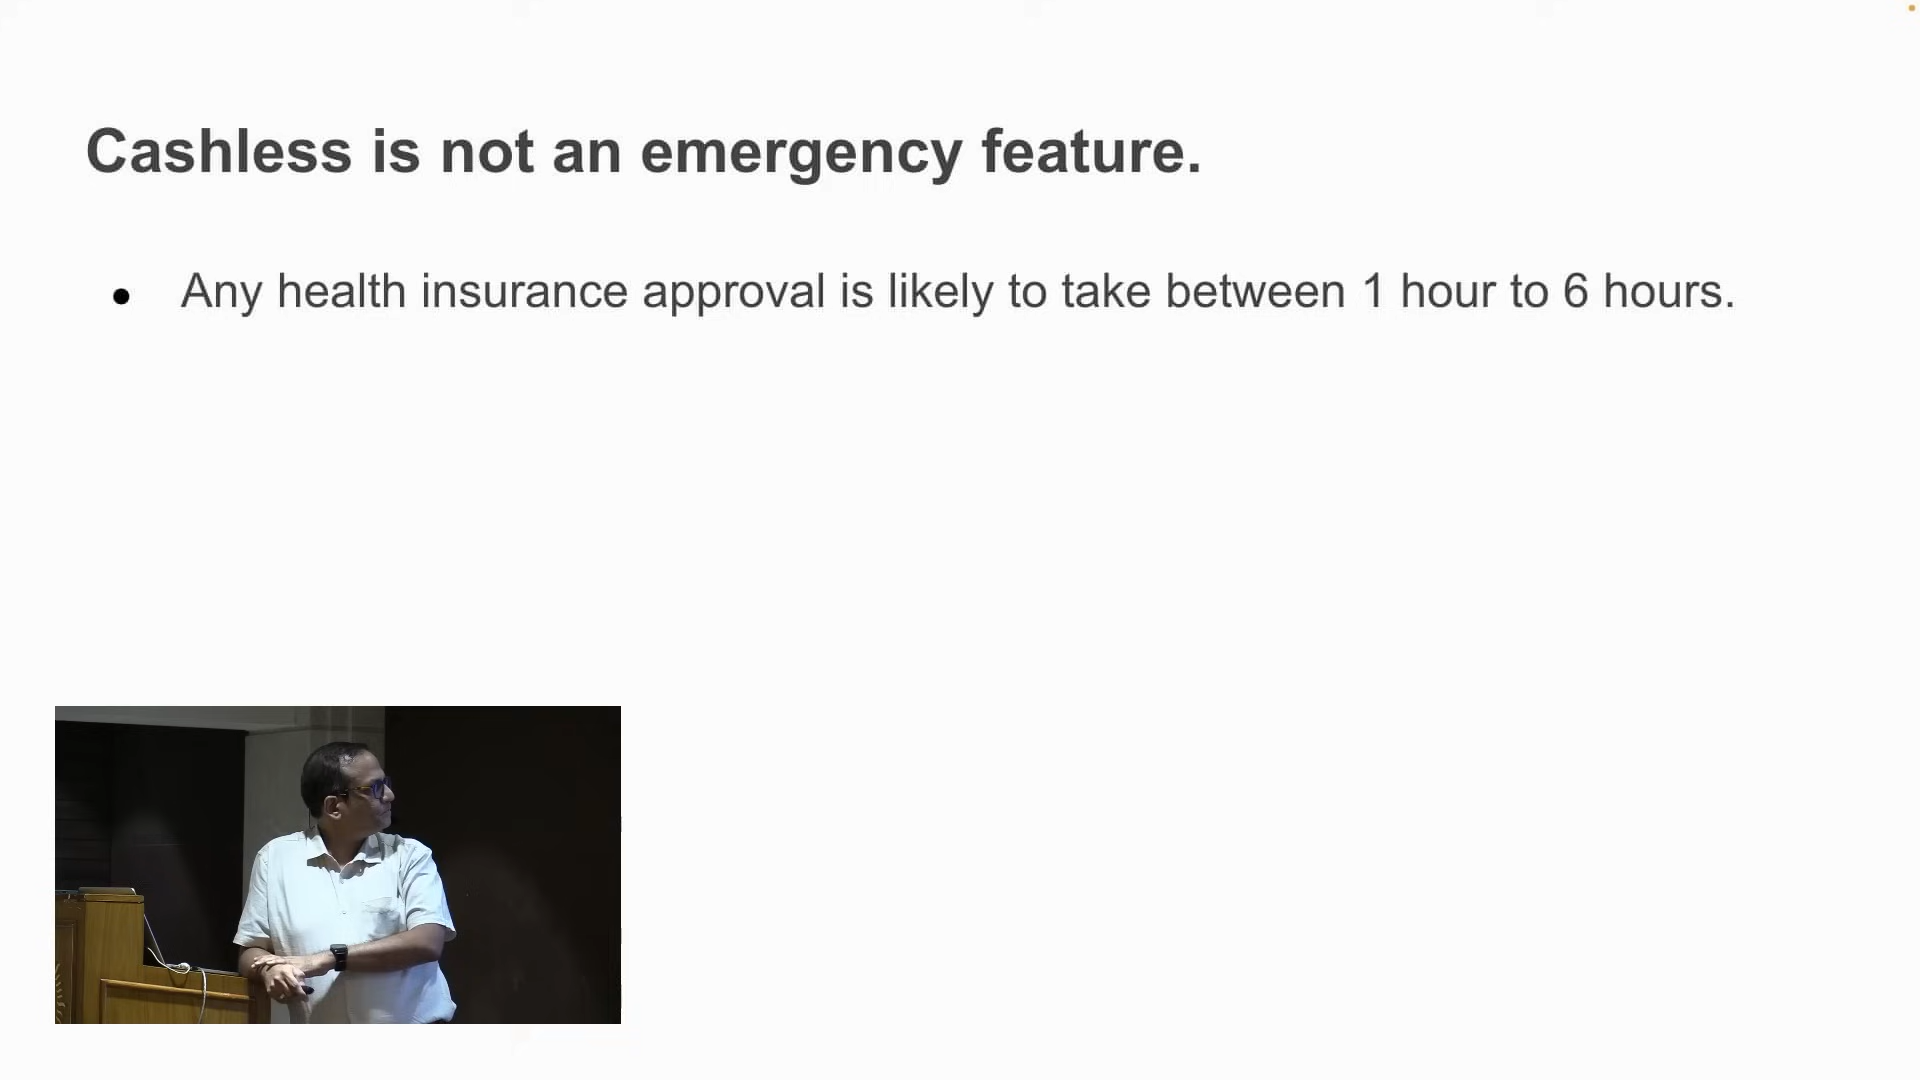 Cashless is not an emergency feature.
● Any health insurance approval is likely to take between 1 hour to 6 hours.